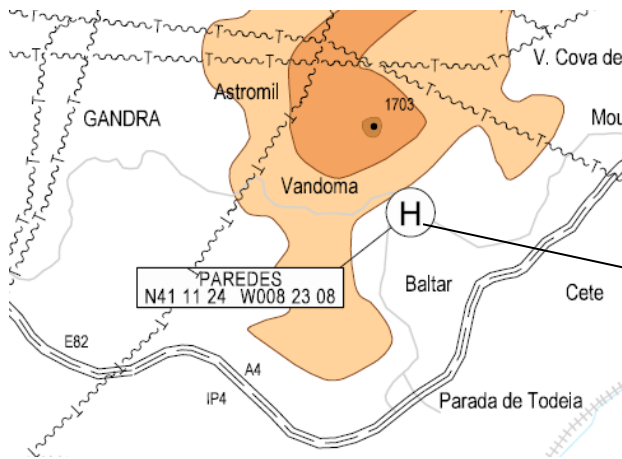 V. Cova de
Astromil
1703
GANDRA
Mou
Vandoma
H
PAREDES
N41 11 24 W008 23 08
Baltar
Cete
E82
A4
IP4
Parada de Todeia
T T T T T T T T T T T T T T T T T T